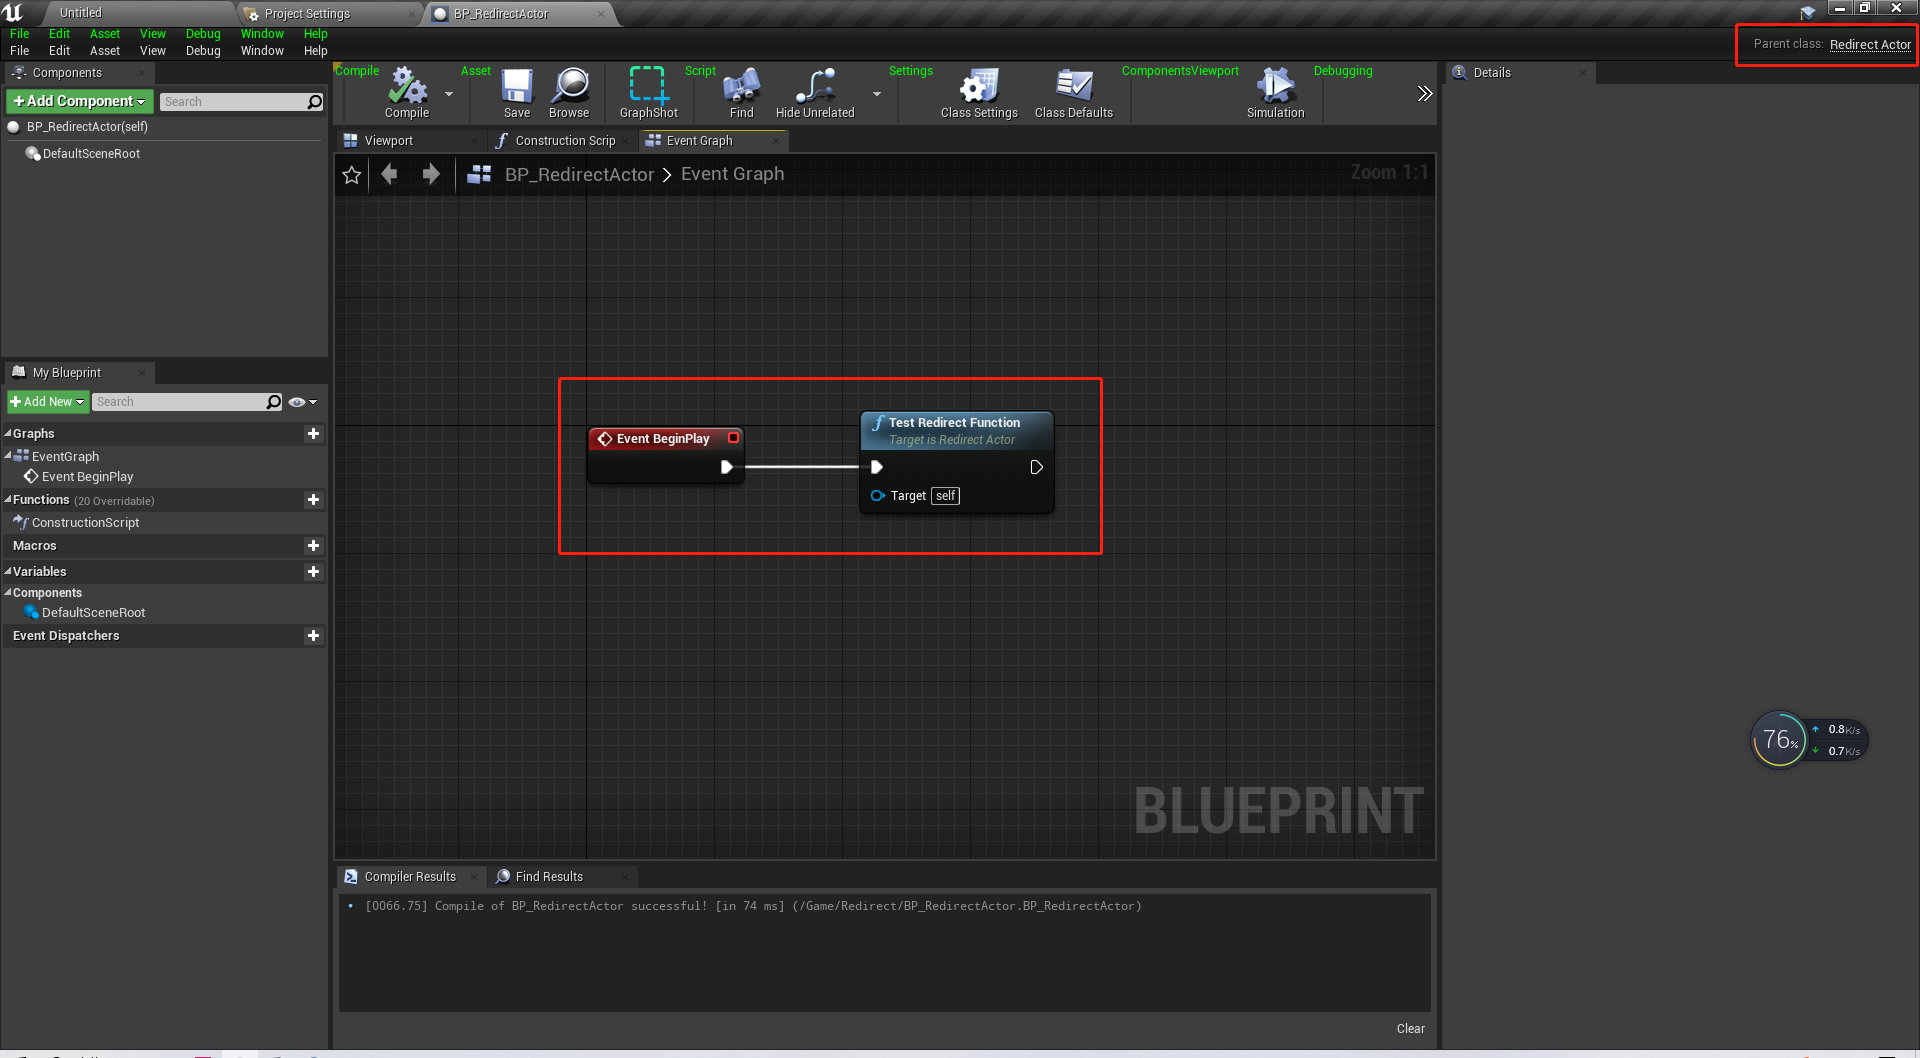 Untitled
Project Settings
BP_RedirectActor
File Edit Asset View Debug Window Help
File Edit Asset View Debug Window Help
Parent class: Redirect Actor
Components
+Add Component
Search
BP_RedirectActor(self)
DefaultSceneRoot
My Blueprint
+Add New
Search
Graphs
EventGraph
Event BeginPlay
Functions (20 Overridable)
ConstructionScript
Macros
Variables
Components
DefaultSceneRoot
Event Dispatchers
Compile Asset Script Settings ComponentsViewport Debugging
Compile Save Browse GraphShot Find Hide Unrelated Class Settings Class Defaults Simulation
Viewport
Construction Scrip
Event Graph
BP_RedirectActor > Event Graph
Zoom 1:1
Event BeginPlay
Test Redirect Function
Target is Redirect Actor
Target self
BLUEPRINT
Compiler Results
Find Results
[0066.75] Compile of BP_RedirectActor successful! [in 74 ms] (/Game/Redirect/BP_RedirectActor.BP_RedirectActor)
Clear
Details
76%
0.8K/s
0.7K/s